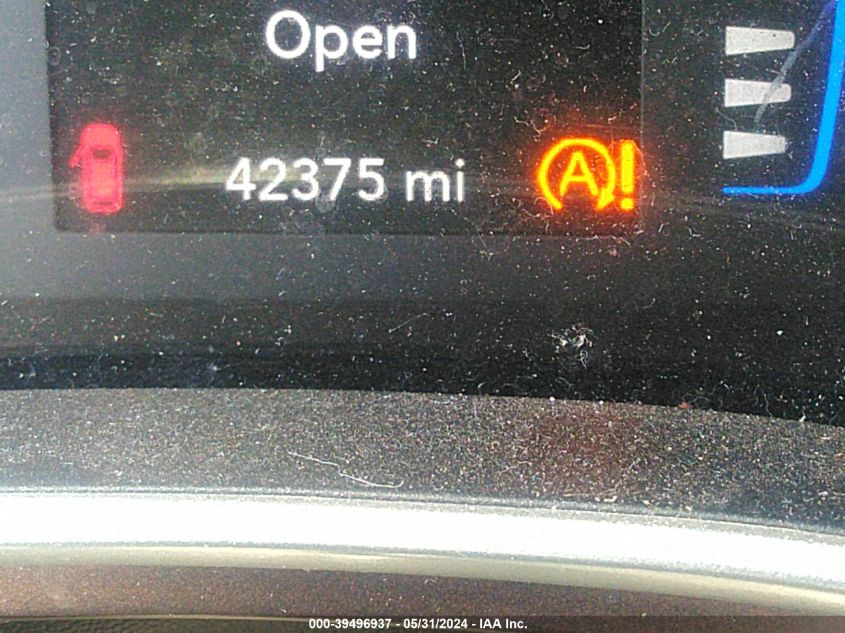 Open
42375 mi
A!
000-39496937 - 05/31/2024 - IAA Inc.